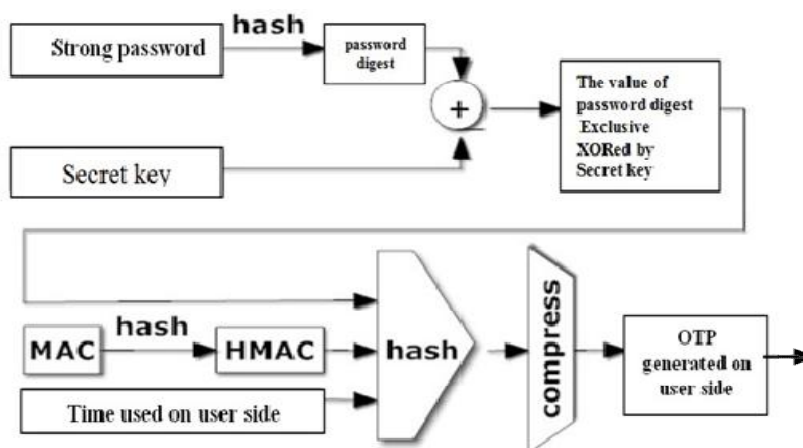 Strong password
hash
password
digest
+
The value of
password digest
Exclusive
XORed by
Secret key
Secret key
MAC
hash
HMAC
Time used on user side
hash
compress
OTP
generated on
user side